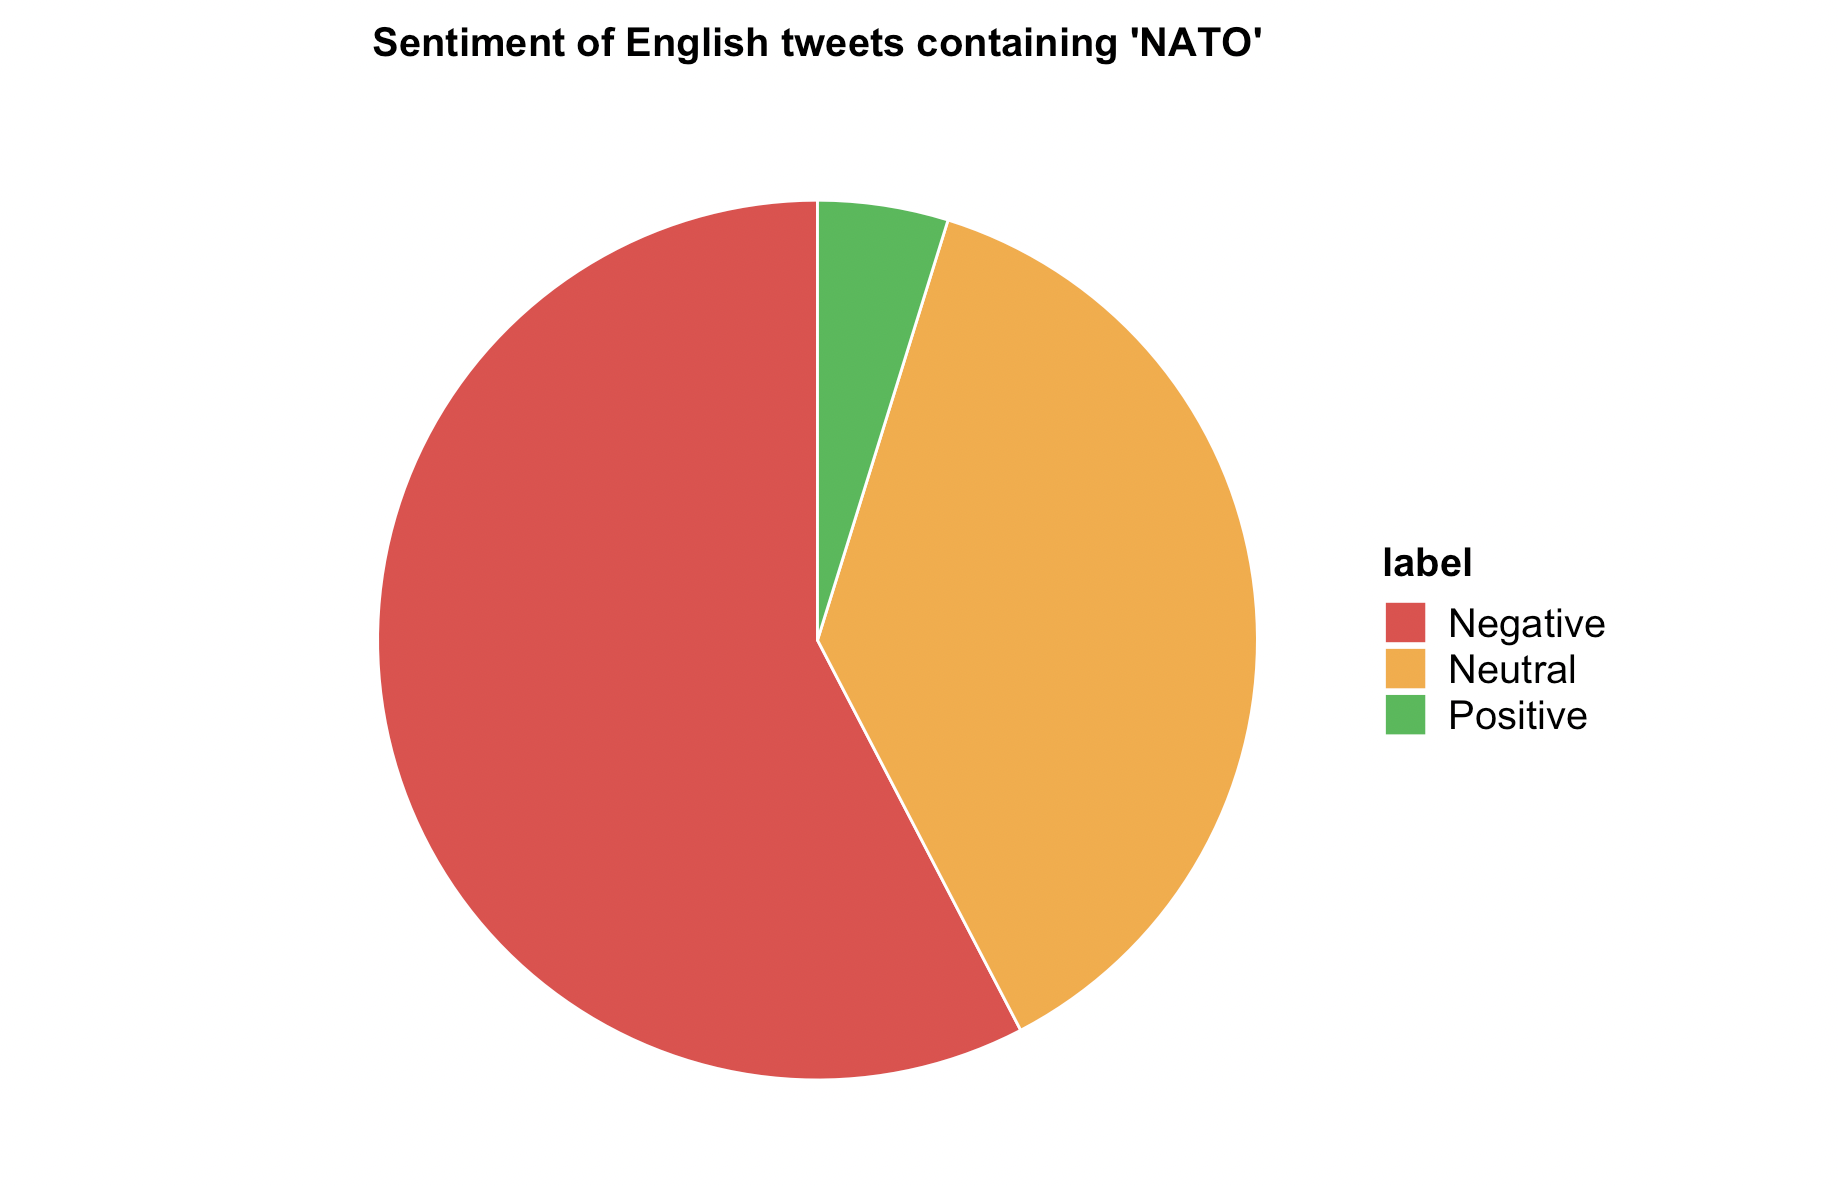 Sentiment of English tweets containing 'NATO'
label
Negative
Neutral
Positive